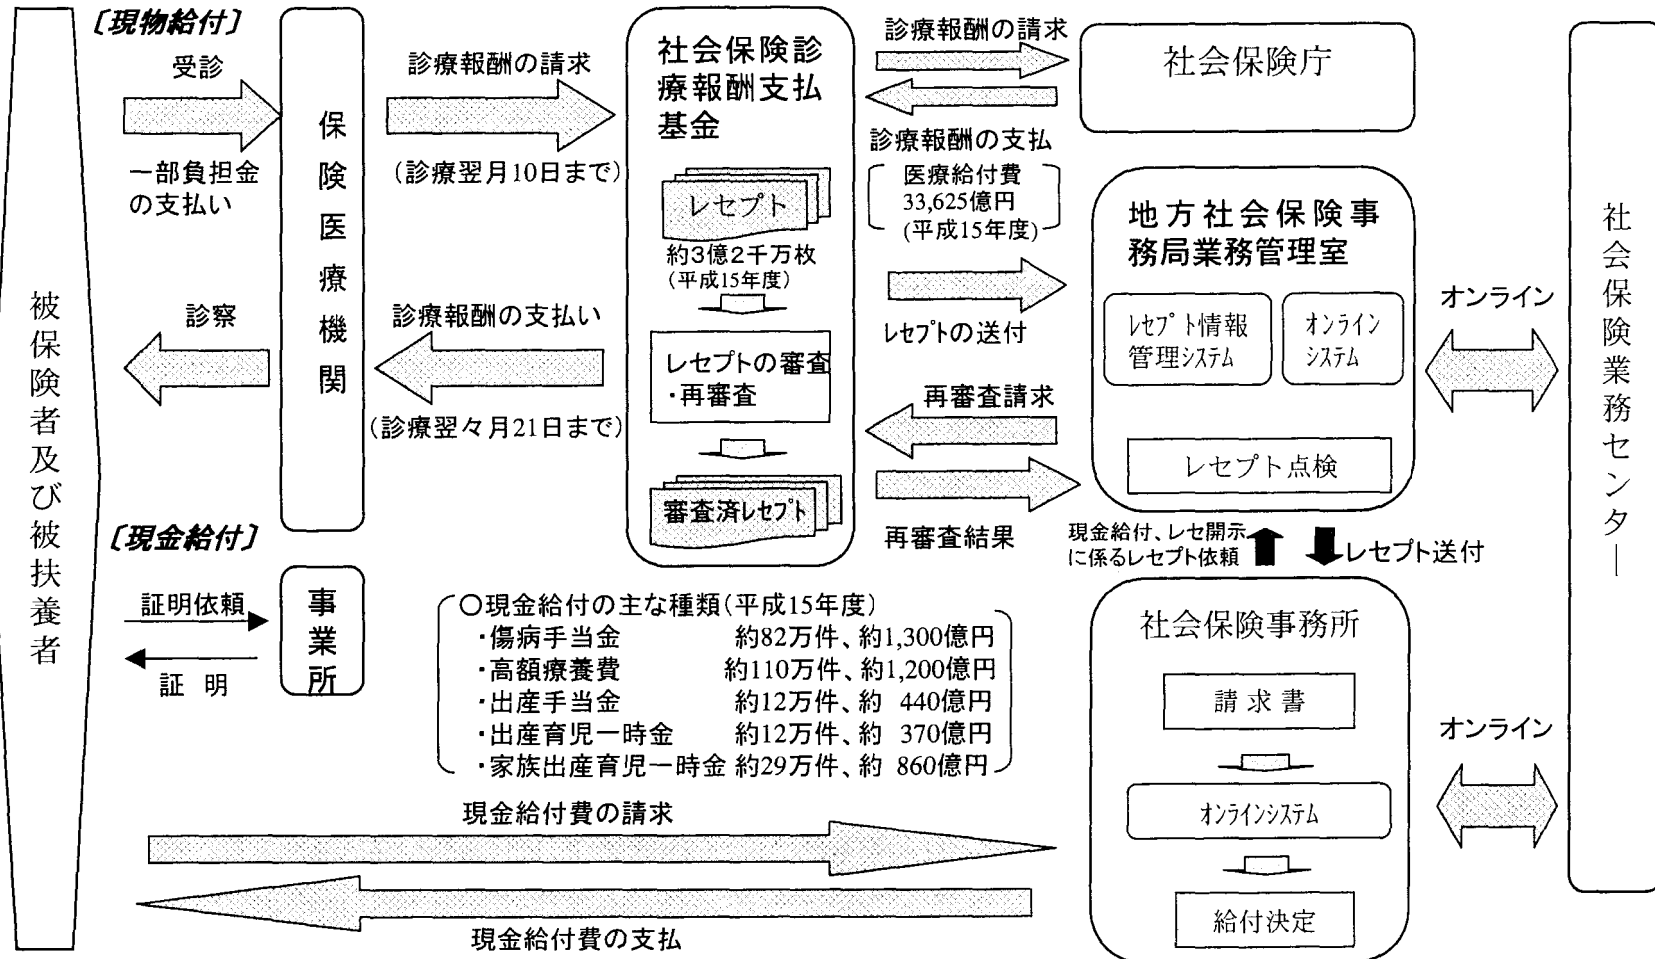 〔現物給付〕
受診
一部負担金
の支払い
診察
被保険者及び被扶養者
保険医療機関
診療報酬の請求
(診療翌月10日まで)
診療報酬の支払い
(診療翌々月21日まで)
社会保険診
療報酬支払
基金
レセプト
約3億2千万枚
(平成15年度)
レセプトの審査
・再審査
審査済レセプト
診療報酬の請求
診療報酬の支払
医療給付費
33,625億円
(平成15年度)
レセプトの送付
再審査請求
再審査結果
社会保険庁
地方社会保険事
務局業務管理室
レセプト情報
管理システム
オンライン
システム
レセプト点検
オンライン
社会保険業務センター
現金給付、レセ開示
に係るレセプト依頼
レセプト送付
〔現金給付〕
証明依頼
証 明
事業所
○現金給付の主な種類(平成15年度)
・傷病手当金 約82万件、約1,300億円
・高額療養費 約110万件、約1,200億円
・出産手当金 約12万件、約 440億円
・出産育児一時金 約12万件、約 370億円
・家族出産育児一時金 約29万件、約 860億円
社会保険事務所
請求書
オンラインシステム
給付決定
オンライン
現金給付費の請求
現金給付費の支払